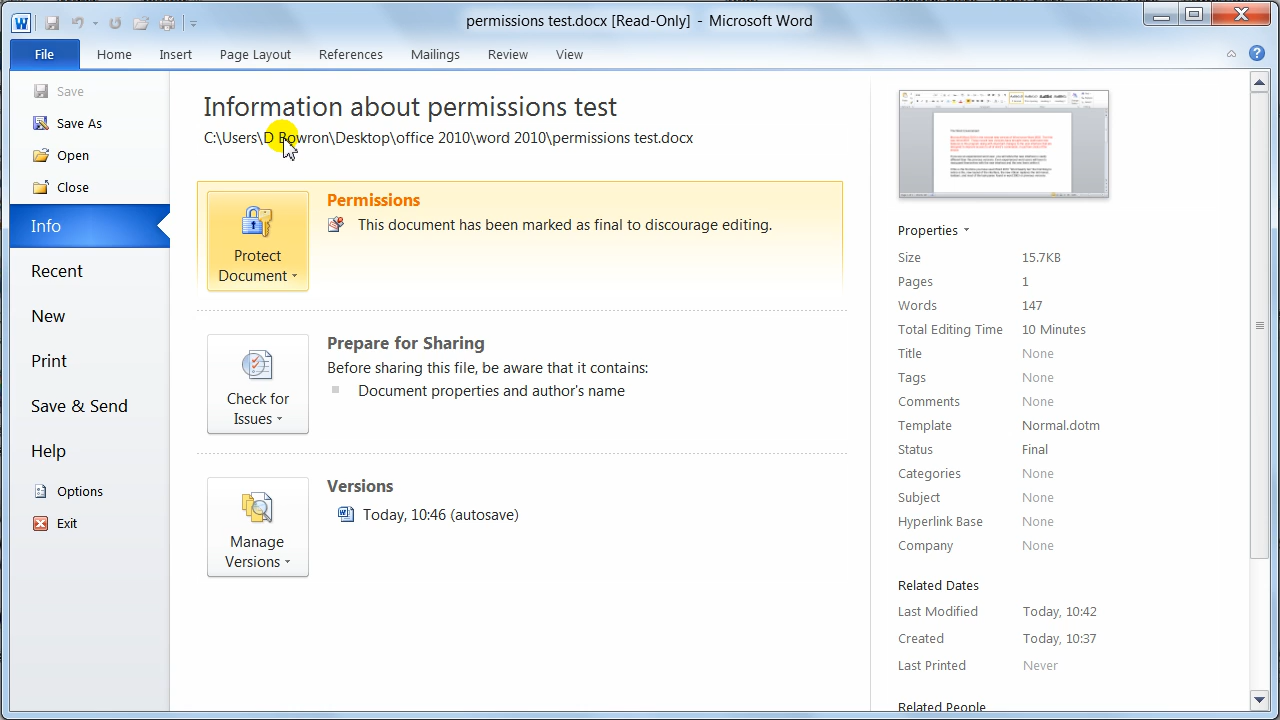 permissions test.docx [Read-Only] - Microsoft Word
File Home Insert Page Layout References Mailings Review View
Save
Save As
Open
Close
Info
Recent
New
Print
Save & Send
Help
Options
Exit
Information about permissions test
C:\Users\D Bowron\Desktop\office 2010\word 2010\permissions test.docx
Protect
Document
Permissions
This document has been marked as final to discourage editing.
Check for
Issues
Prepare for Sharing
Before sharing this file, be aware that it contains:
Document properties and author's name
Manage
Versions
Versions
Today, 10:46 (autosave)
Properties
Size 15.7KB
Pages 1
Words 147
Total Editing Time 10 Minutes
Title None
Tags None
Comments None
Template Normal.dotm
Status Final
Categories None
Subject None
Hyperlink Base None
Company None
Related Dates
Last Modified Today, 10:42
Created Today, 10:37
Last Printed Never
Related People